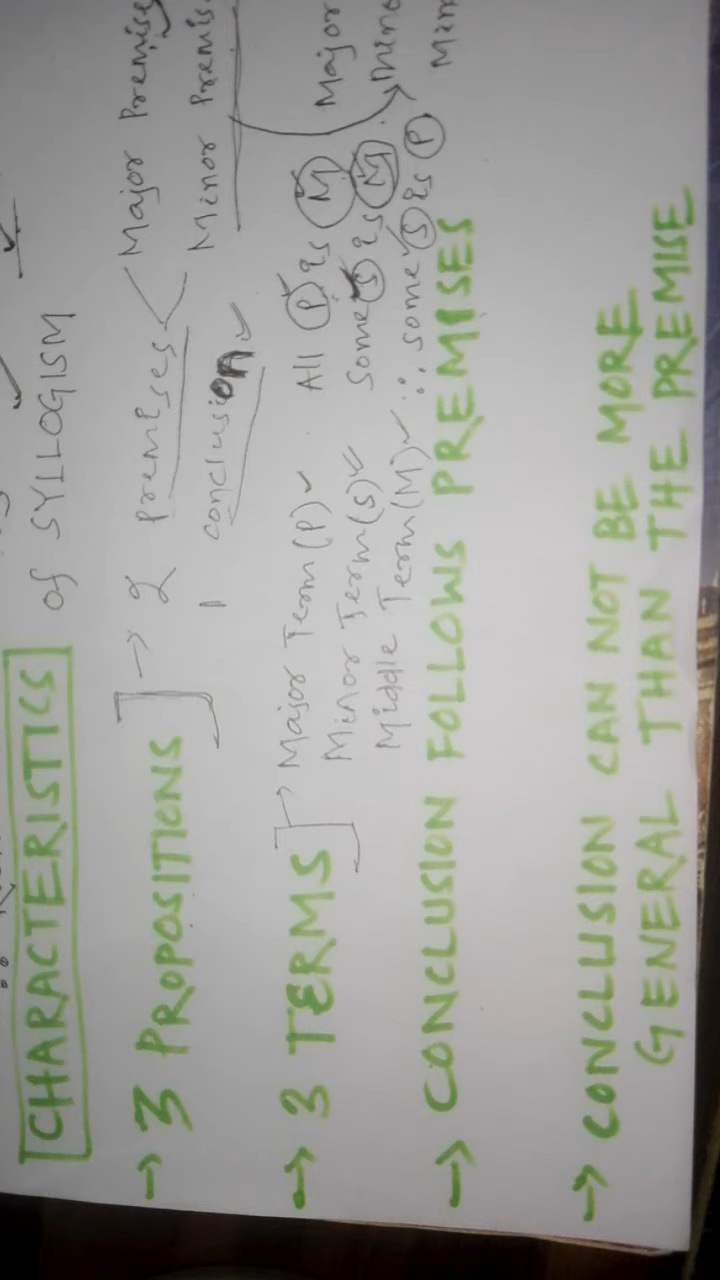 CHARACTERISTICS of SYLLOGISM
→ 3 PROPOSITIONS ] → 2 premises < Major Premise
Minor Premis
1 conclusion ✓
→ 3 TERMS ] → Major Term (P) ✓ All P is M Major
Minor Term (S) ✓ Some S is M
Middle Term (M) ✓ ∴ some S is P
→ CONCLUSION FOLLOWS PREMISES
→ CONCLUSION CAN NOT BE MORE
GENERAL THAN THE PREMISE